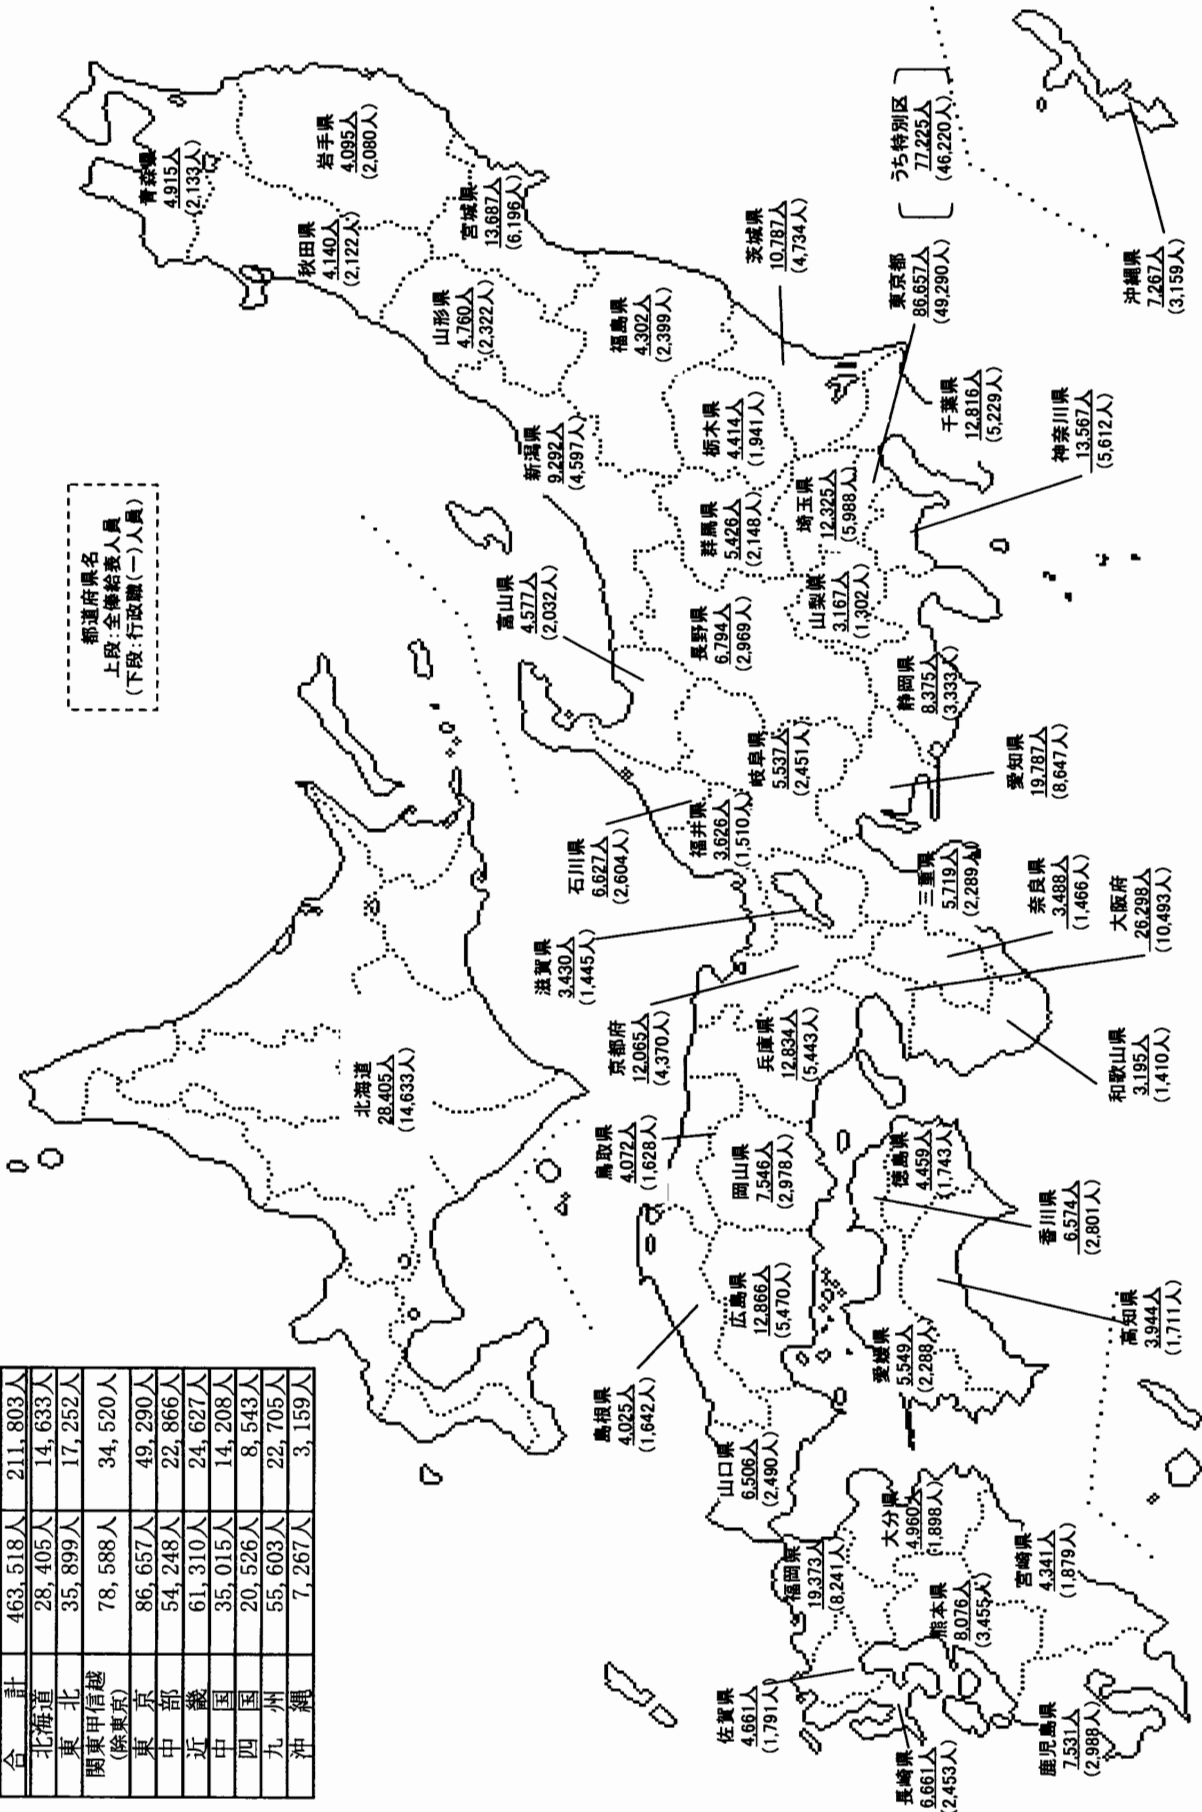 合 計 463,518人 211,803人
北海道 28,405人 14,633人
東 北 35,899人 17,252人
関東甲信越
(除東京) 78,588人 34,520人
東 京 86,657人 49,290人
中 部 54,248人 22,866人
近 畿 61,310人 24,627人
中 国 35,015人 14,208人
四 国 20,526人 8,543人
九 州 55,603人 22,705人
沖 縄 7,267人 3,159人
都道府県名
上段:全俸給表人員
(下段:行政職(一)人員)
北海道
28,405人
(14,633人)
青森県
4,915人
(2,133人)
岩手県
4,095人
(2,080人)
秋田県
4,140人
(2,122人)
宮城県
13,687人
(6,196人)
山形県
4,760人
(2,322人)
福島県
4,302人
(2,399人)
新潟県
9,292人
(4,597人)
茨城県
10,787人
(4,734人)
栃木県
4,414人
(1,941人)
群馬県
5,426人
(2,148人)
埼玉県
12,325人
(5,988人)
東京都
86,657人
(49,290人)
うち特別区
77,225人
(46,220人)
千葉県
12,816人
(5,229人)
神奈川県
13,567人
(5,612人)
山梨県
3,167人
(1,302人)
長野県
6,794人
(2,969人)
富山県
4,577人
(2,032人)
石川県
6,627人
(2,604人)
福井県
3,626人
(1,510人)
岐阜県
5,537人
(2,451人)
静岡県
8,375人
(3,333人)
愛知県
19,787人
(8,647人)
三重県
5,719人
(2,289人)
滋賀県
3,430人
(1,445人)
京都府
12,065人
(4,370人)
奈良県
3,488人
(1,466人)
大阪府
26,298人
(10,493人)
兵庫県
12,834人
(5,443人)
和歌山県
3,195人
(1,410人)
鳥取県
4,072人
(1,628人)
岡山県
7,546人
(2,978人)
島根県
4,025人
(1,642人)
広島県
12,866人
(5,470人)
山口県
6,506人
(2,490人)
徳島県
4,459人
(1,743人)
香川県
6,574人
(2,801人)
愛媛県
5,549人
(2,288人)
高知県
3,944人
(1,711人)
福岡県
19,373人
(8,241人)
佐賀県
4,661人
(1,791人)
長崎県
6,661人
(2,453人)
大分県
4,960人
(1,898人)
熊本県
8,076人
(3,455人)
宮崎県
4,341人
(1,879人)
鹿児島県
7,531人
(2,988人)
沖縄県
7,267人
(3,159人)